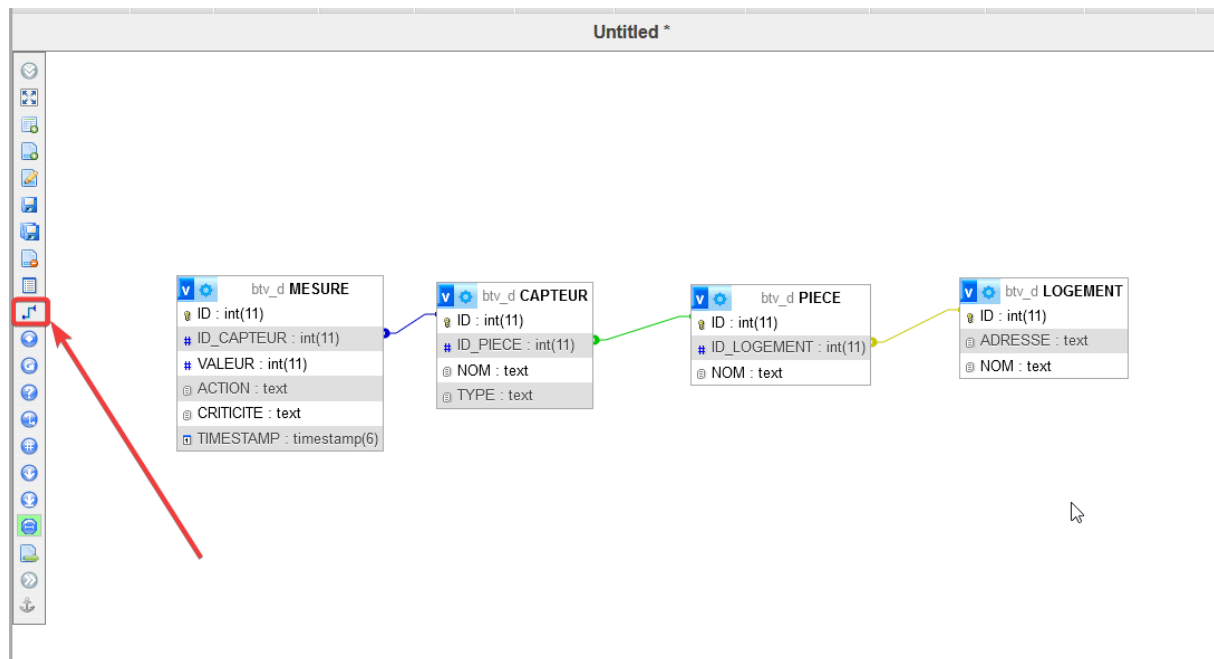 Untitled *
v btv_d MESURE
ID : int(11)
# ID_CAPTEUR : int(11)
# VALEUR : int(11)
ACTION : text
CRITICITE : text
TIMESTAMP : timestamp(6)
v btv_d CAPTEUR
ID : int(11)
# ID_PIECE : int(11)
NOM : text
TYPE : text
v btv_d PIECE
ID : int(11)
# ID_LOGEMENT : int(11)
NOM : text
v btv_d LOGEMENT
ID : int(11)
ADRESSE : text
NOM : text